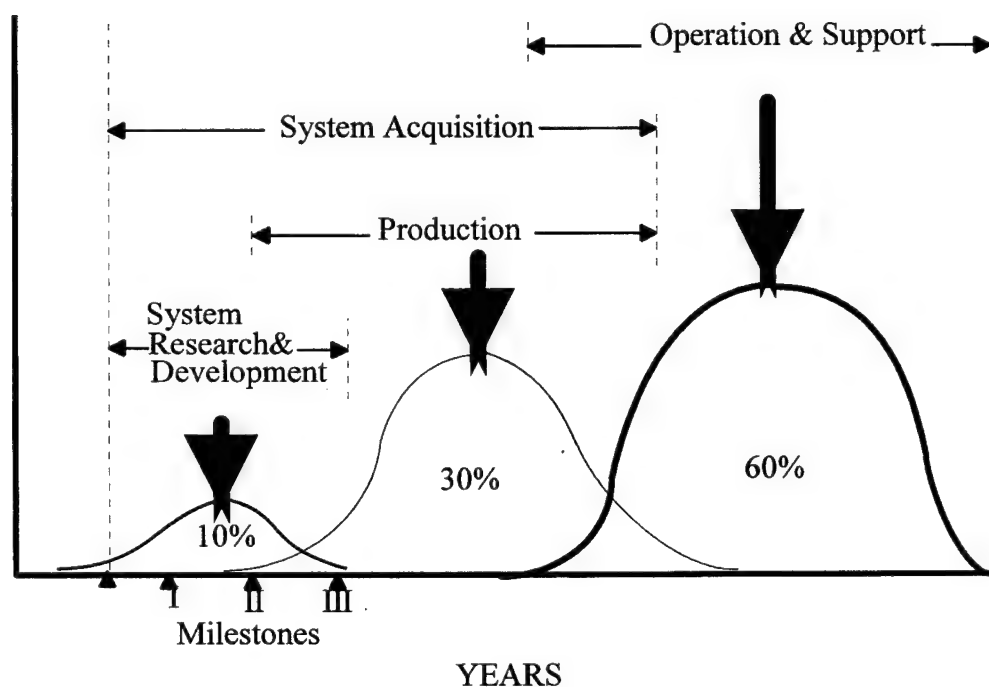 Operation & Support
System Acquisition
Production
System
Research&
Development
10%
30%
60%
I
II
III
Milestones
YEARS